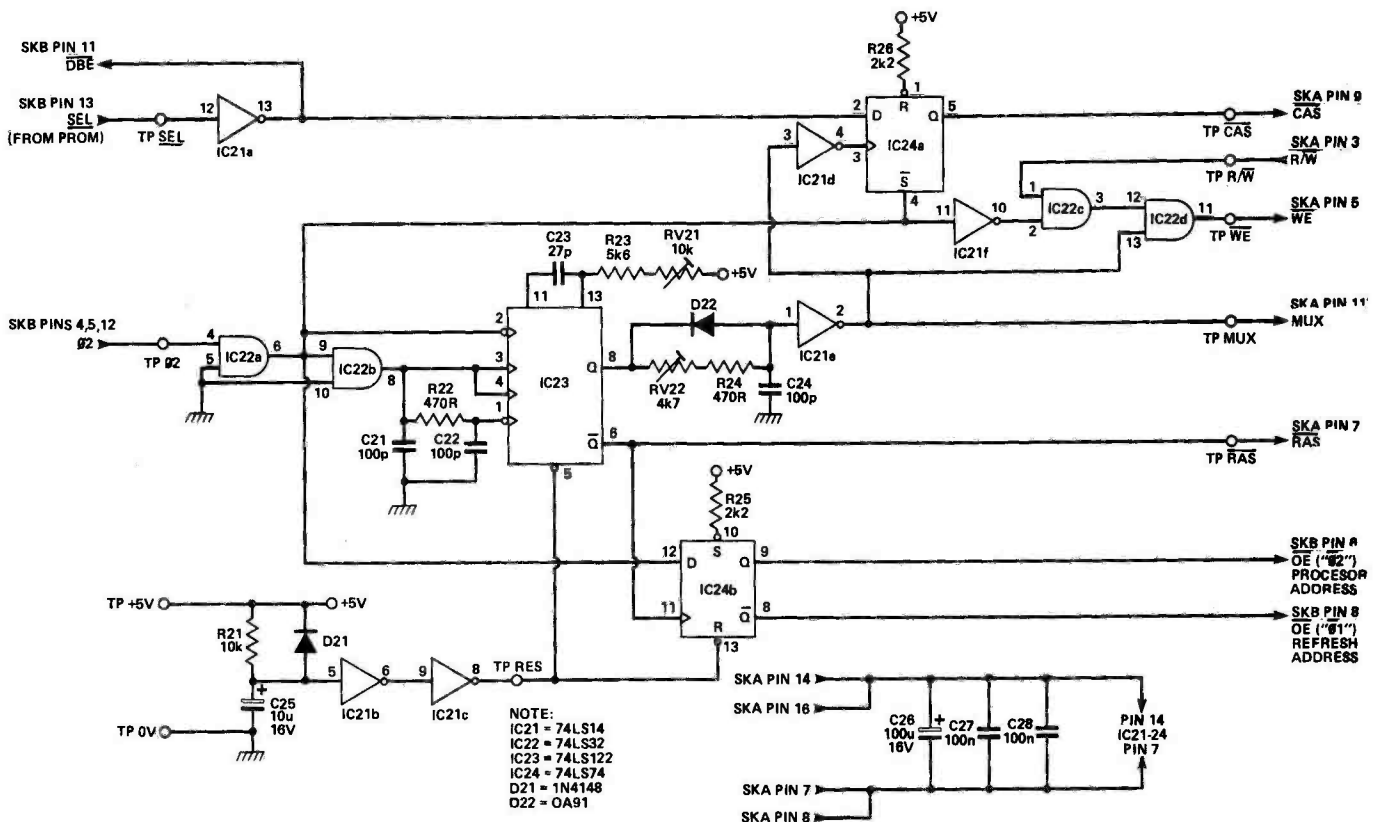 SKB PIN 11
DBE
SKB PIN 13
SEL
(FROM PROM)
TP SEL
12
13
IC21a
+5V
R26
2k2
1
R
2
D
Q
5
IC24a
3
S
4
3
4
IC21d
SKA PIN 9
CAS
TP CAS
SKA PIN 3
R/W
TP R/W
11
10
IC21f
1
2
IC22c
3
12
13
IC22d
11
SKA PIN 5
WE
TP WE
C23
27p
R23
5k6
RV21
10k
+5V
11
13
SKB PINS 4,5,12
Ø2
TP Ø2
4
5
IC22a
6
9
10
IC22b
8
2
3
4
1
IC23
Q
8
Q
6
5
R22
470R
C21
100p
C22
100p
D22
RV22
4k7
R24
470R
C24
100p
1
2
IC21e
SKA PIN 11
MUX
TP MUX
SKA PIN 7
RAS
TP RAS
+5V
R25
2k2
10
S
12
D
Q
9
IC24b
11
Q
8
R
13
SKB PIN 6
OE ("Ø2")
PROCESOR
ADDRESS
SKB PIN 8
OE ("Ø1")
REFRESH
ADDRESS
TP +5V
+5V
R21
10k
D21
C25
10u
16V
+
TP 0V
5
6
IC21b
9
8
IC21c
TP RES
NOTE:
IC21 = 74LS14
IC22 = 74LS32
IC23 = 74LS122
IC24 = 74LS74
D21 = 1N4148
D22 = OA91
SKA PIN 14
SKA PIN 16
C26
100u
16V
+
C27
100n
C28
100n
PIN 14
IC21-24
PIN 7
SKA PIN 7
SKA PIN 8